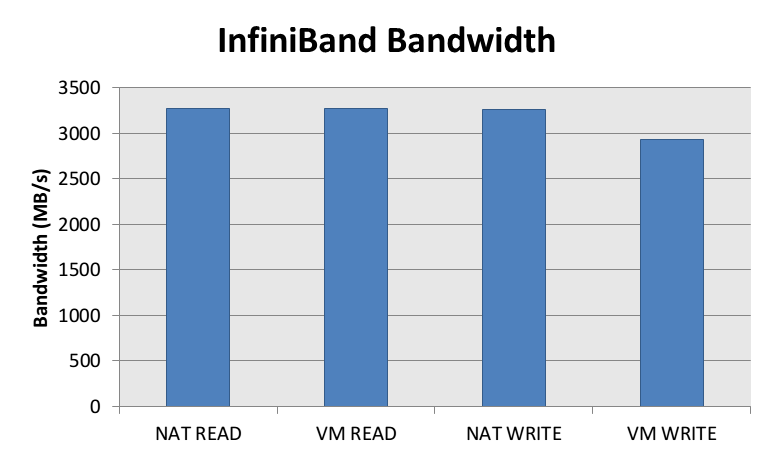 InfiniBand Bandwidth
Bandwidth (MB/s)
3500
3000
2500
2000
1500
1000
500
0
NAT READ VM READ NAT WRITE VM WRITE